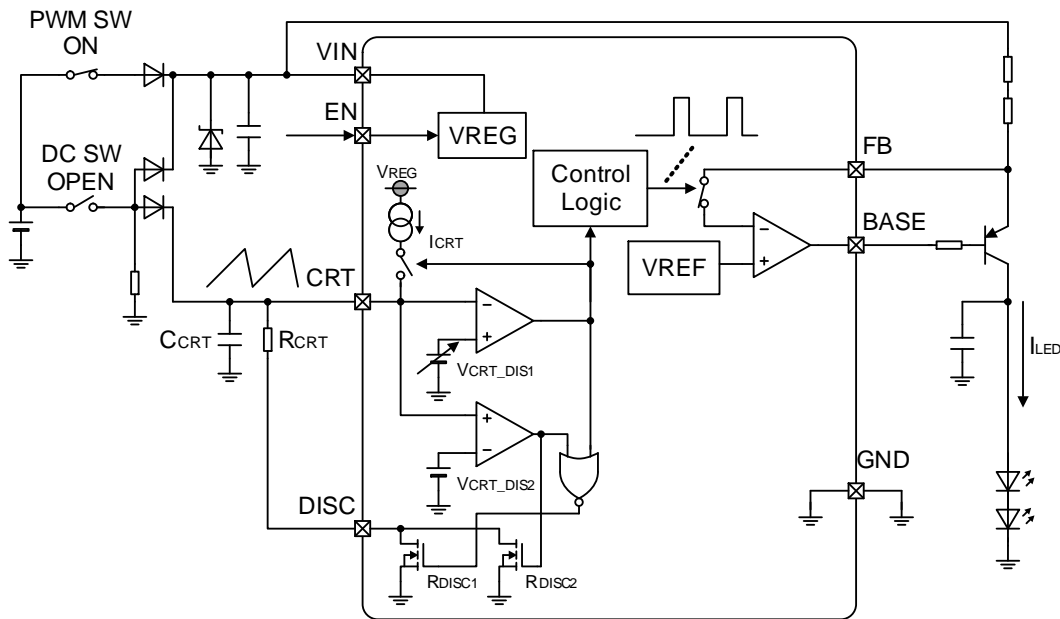 PWM SW
ON
VIN
EN
VREG
DC SW
OPEN
VREG
ICRT
Control
Logic
FB
BASE
VREF
CRT
CCRT
RCRT
VCRT_DIS1
ILED
VCRT_DIS2
GND
DISC
RDISC1
RDISC2
+
−
−
+
−
+